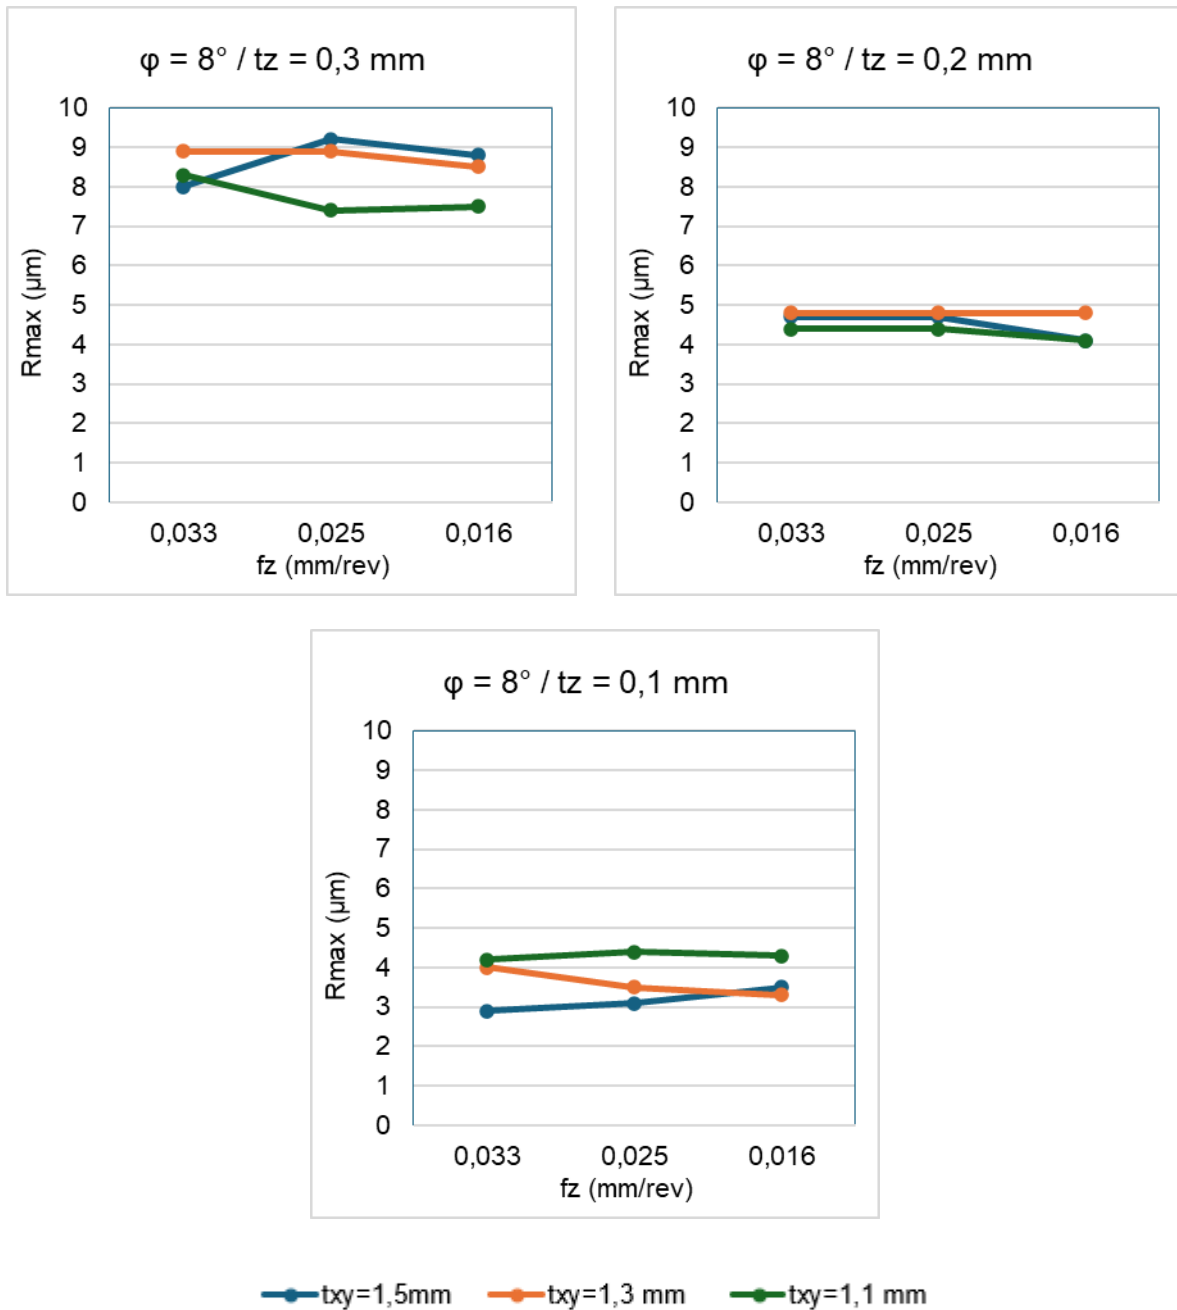 φ = 8° / tz = 0,3 mm
10
9
8
7
6
5
4
3
2
1
0
Rmax (µm)
0,033 0,025 0,016
fz (mm/rev)
φ = 8° / tz = 0,2 mm
10
9
8
7
6
5
4
3
2
1
0
Rmax (µm)
0,033 0,025 0,016
fz (mm/rev)
φ = 8° / tz = 0,1 mm
10
9
8
7
6
5
4
3
2
1
0
Rmax (µm)
0,033 0,025 0,016
fz (mm/rev)
txy=1,5mm txy=1,3 mm txy=1,1 mm